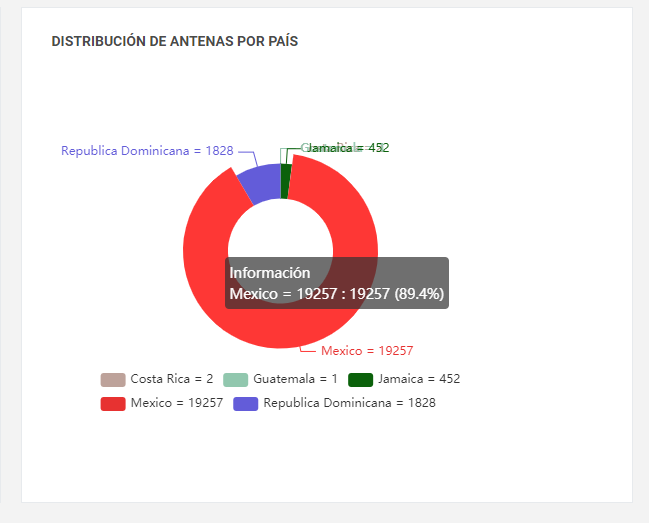 DISTRIBUCIÓN DE ANTENAS POR PAÍS
Republica Dominicana = 1828
Jamaica = 452
Información
Mexico = 19257 : 19257 (89.4%)
Mexico = 19257
Costa Rica = 2
Guatemala = 1
Jamaica = 452
Mexico = 19257
Republica Dominicana = 1828